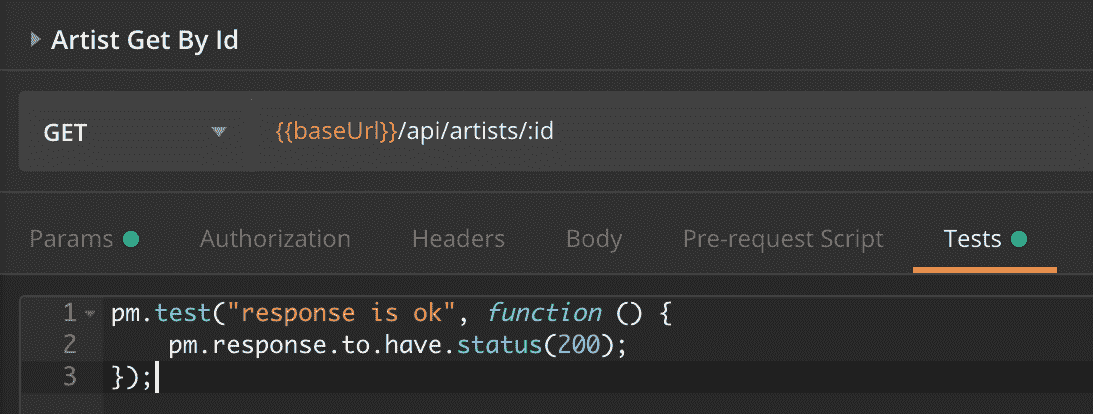 Artist Get By Id
GET {{baseUrl}}/api/artists/:id
Params Authorization Headers Body Pre-request Script Tests
1 pm.test("response is ok", function () {
2     pm.response.to.have.status(200);
3 });